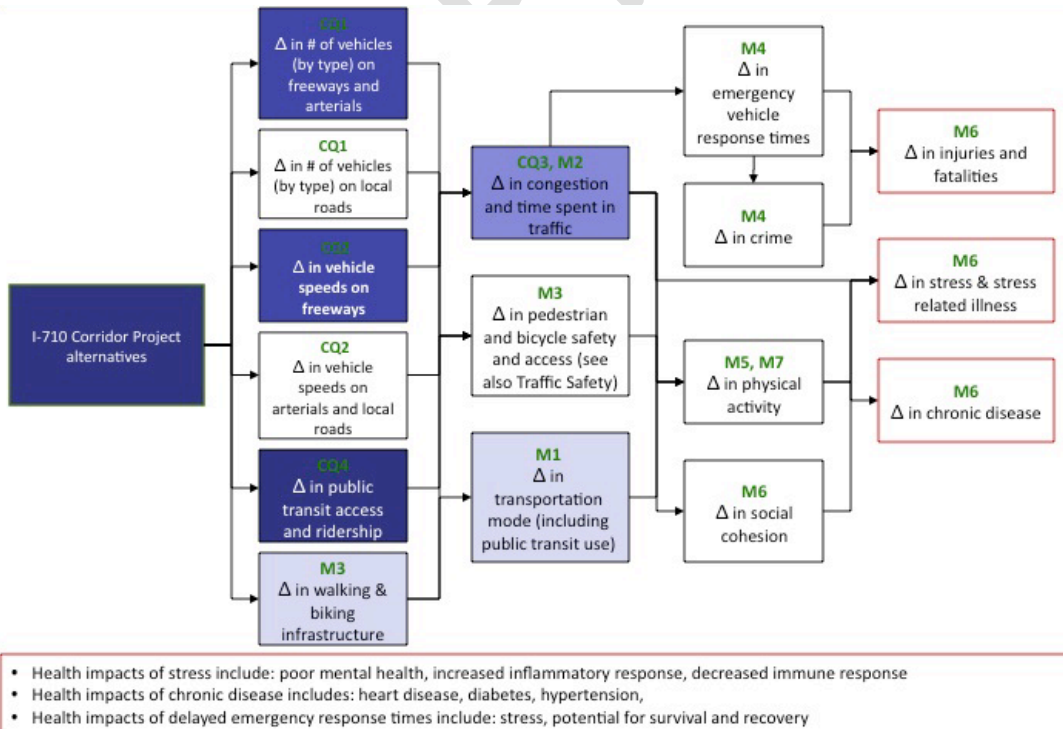 I-710 Corridor Project
alternatives
CQ1
Δ in # of vehicles
(by type) on
freeways and
arterials
CQ1
Δ in # of vehicles
(by type) on local
roads
CQ2
Δ in vehicle
speeds on
freeways
CQ2
Δ in vehicle
speeds on
arterials and local
roads
CQ4
Δ in public
transit access
and ridership
M3
Δ in walking &
biking
infrastructure
CQ3, M2
Δ in congestion
and time spent in
traffic
M3
Δ in pedestrian
and bicycle safety
and access (see
also Traffic Safety)
M1
Δ in
transportation
mode (including
public transit use)
M4
Δ in
emergency
vehicle
response times
M4
Δ in crime
M5, M7
Δ in physical
activity
M6
Δ in social
cohesion
M6
Δ in injuries and
fatalities
M6
Δ in stress & stress
related illness
M6
Δ in chronic disease
• Health impacts of stress include: poor mental health, increased inflammatory response, decreased immune response
• Health impacts of chronic disease includes: heart disease, diabetes, hypertension,
• Health impacts of delayed emergency response times include: stress, potential for survival and recovery